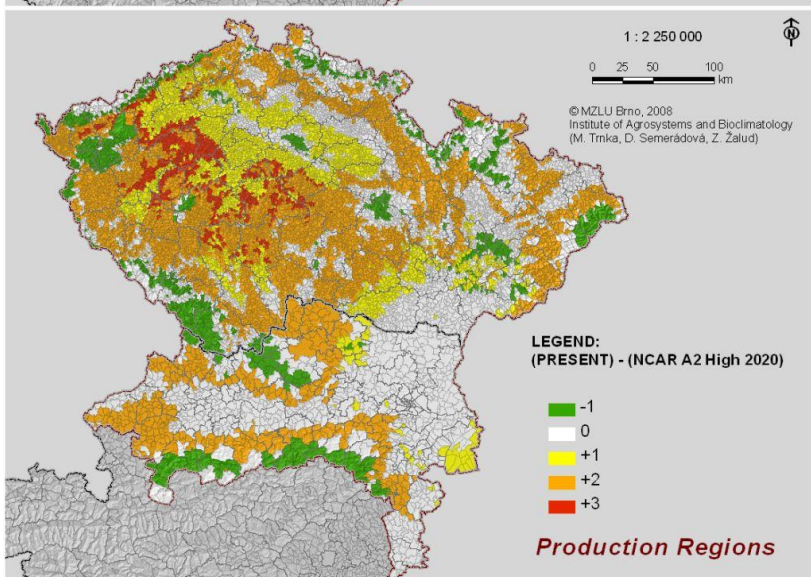 1 : 2 250 000
N
0 25 50 100
km
© MZLU Brno, 2008
Institute of Agrosystems and Bioclimatology
(M. Trnka, D. Semerádová, Z. Žalud)
LEGEND:
(PRESENT) - (NCAR A2 High 2020)
-1
0
+1
+2
+3
Production Regions